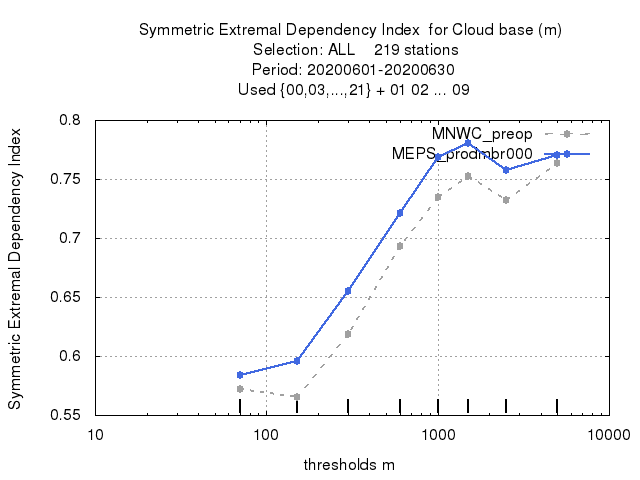 Symmetric Extremal Dependency Index  for Cloud base (m)
Selection: ALL    219 stations
Period: 20200601-20200630
Used {00,03,...,21} + 01 02 ... 09
MNWC_preop
MEPS_prodmbr000
Symmetric Extremal Dependency Index
0.8
0.75
0.7
0.65
0.6
0.55
10
100
1000
10000
thresholds m